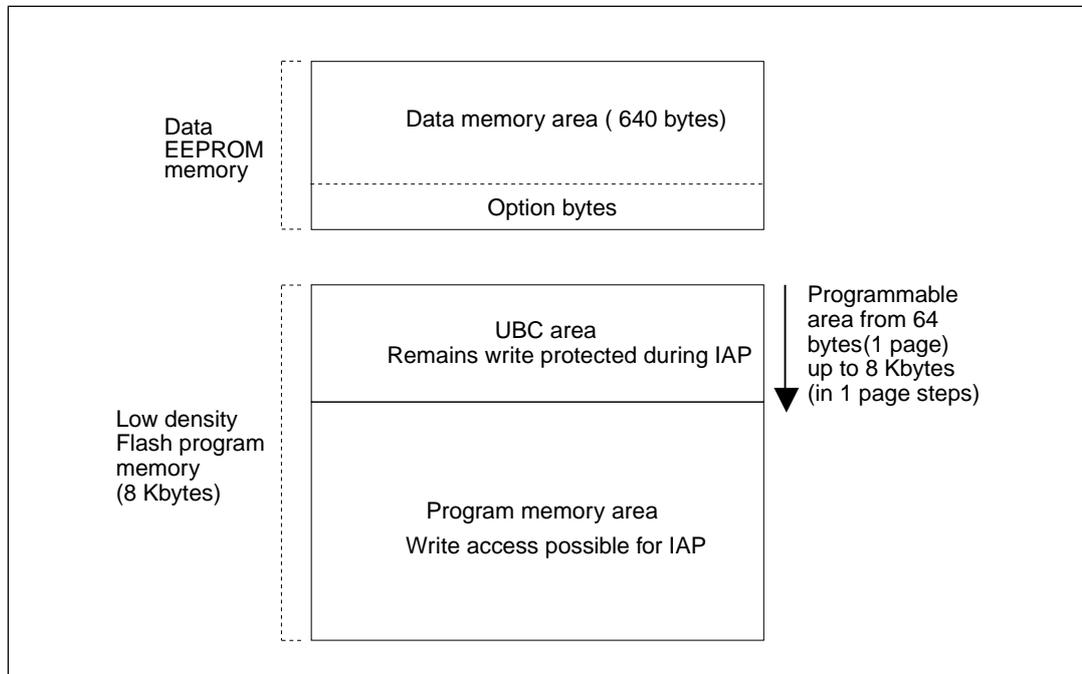 Data memory area ( 640 bytes)
Data
EEPROM
memory
Option bytes
UBC area
Remains write protected during IAP
Programmable
area from 64
bytes(1 page)
up to 8 Kbytes
(in 1 page steps)
Low density
Flash program
memory
(8 Kbytes)
Program memory area
Write access possible for IAP